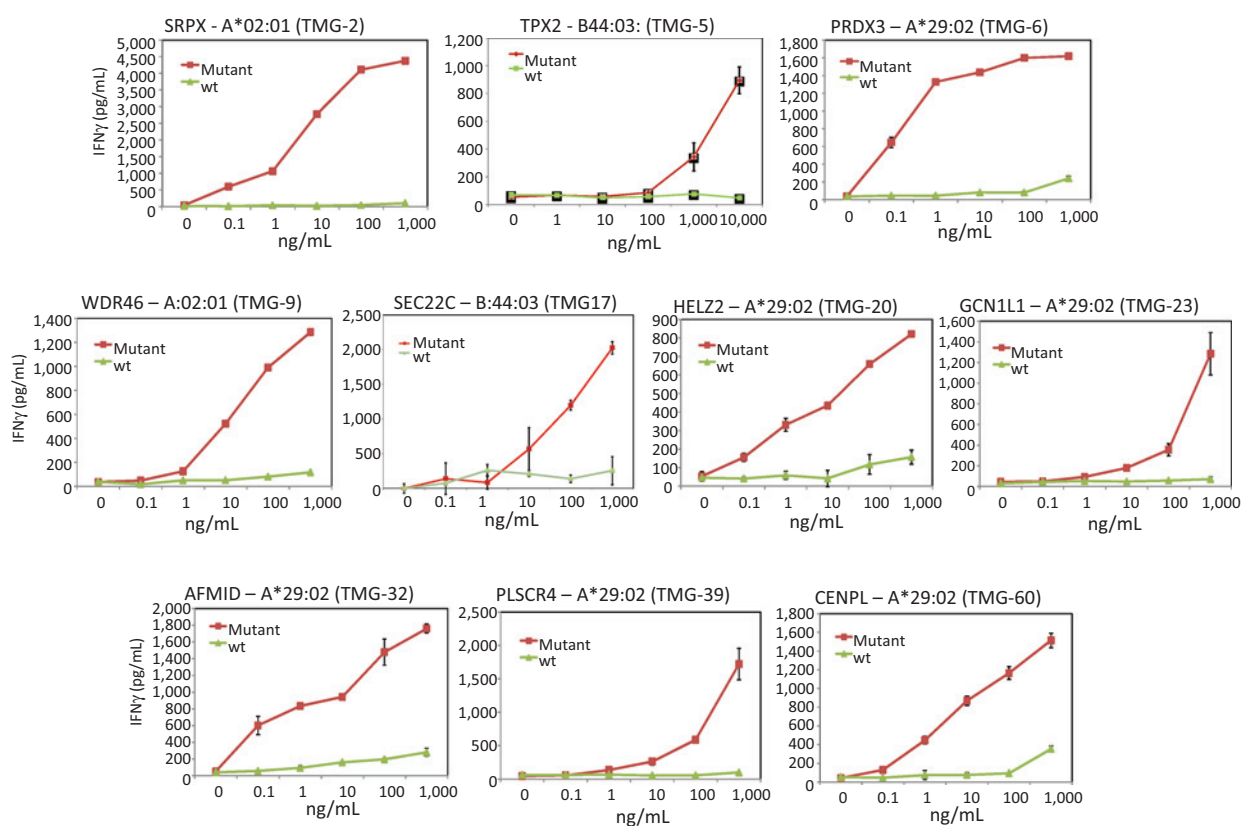 SRPX - A*02:01 (TMG-2)
IFNγ (pg/mL)
5,000
4,500
4,000
3,500
3,000
2,500
2,000
1,500
1,000
500
0
Mutant
wt
0 0.1 1 10 100 1,000
ng/mL
TPX2 - B44:03: (TMG-5)
1,200
1,000
800
600
400
200
0
Mutant
wt
0 1 10 100 1,000 10,000
ng/mL
PRDX3 – A*29:02 (TMG-6)
1,800
1,600
1,400
1,200
1,000
800
600
400
200
0
Mutant
wt
0 0.1 1 10 100 1,000
ng/mL
WDR46 – A:02:01 (TMG-9)
IFNγ (pg/mL)
1,400
1,200
1,000
800
600
400
200
0
Mutant
wt
0 0.1 1 10 100 1,000
ng/mL
SEC22C – B:44:03 (TMG17)
2,500
2,000
1,500
1,000
500
0
Mutant
wt
0 0.1 1 10 100 1,000
ng/mL
HELZ2 – A*29:02 (TMG-20)
900
800
700
600
500
400
300
200
100
0
Mutant
wt
0 0.1 1 10 100 1,000
ng/mL
GCN1L1 – A*29:02 (TMG-23)
1,600
1,400
1,200
1,000
800
600
400
200
0
Mutant
wt
0 0.1 1 10 100 1,000
ng/mL
AFMID – A*29:02 (TMG-32)
IFNγ (pg/mL)
2,000
1,800
1,600
1,400
1,200
1,000
800
600
400
200
0
Mutant
wt
0 0.1 1 10 100 1,000
ng/mL
PLSCR4 – A*29:02 (TMG-39)
2,500
2,000
1,500
1,000
500
0
Mutant
wt
0 0.1 1 10 100 1,000
ng/mL
CENPL – A*29:02 (TMG-60)
1,800
1,600
1,400
1,200
1,000
800
600
400
200
0
Mutant
wt
0 0.1 1 10 100 1,000
ng/mL